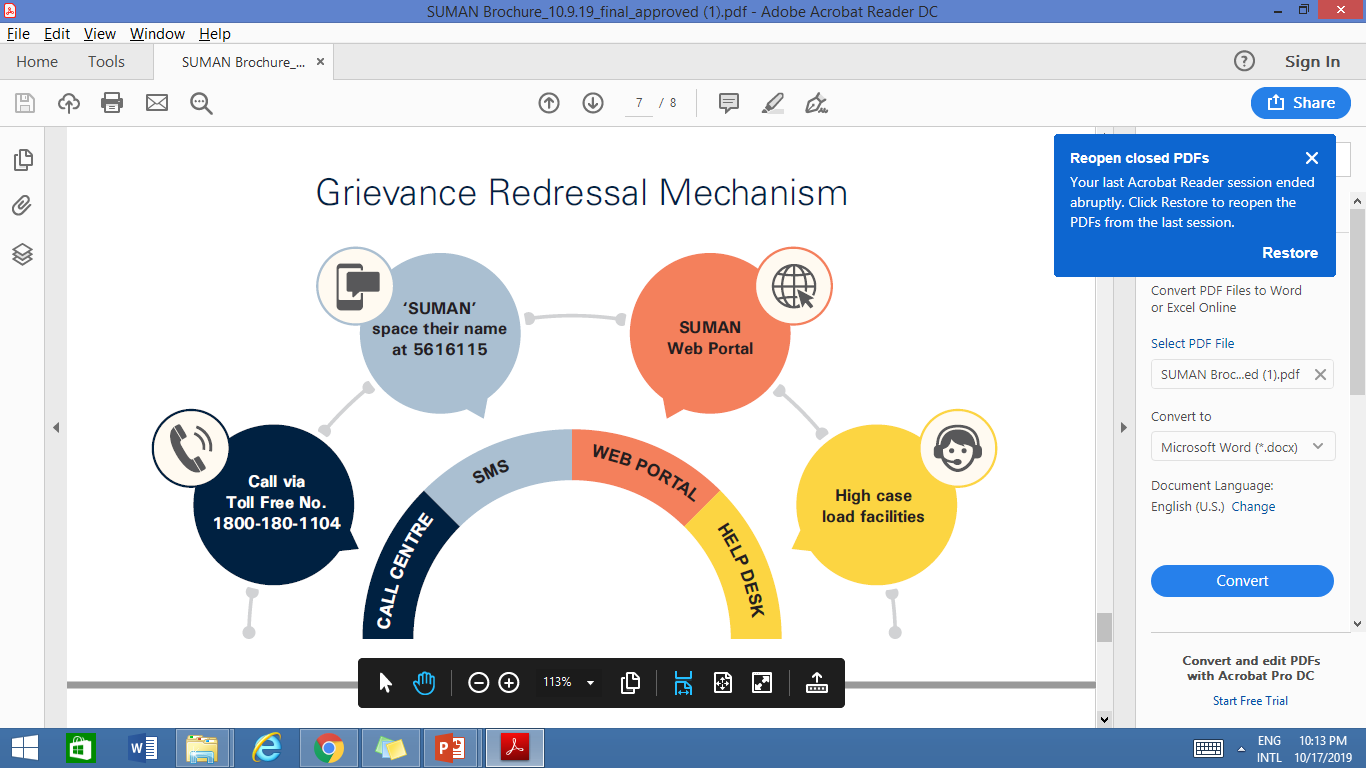 SUMAN Brochure_10.9.19_final_approved (1).pdf - Adobe Acrobat Reader DC
File Edit View Window Help
Home Tools SUMAN Brochure_... × Sign In
7 / 8
Share
Reopen closed PDFs
Your last Acrobat Reader session ended
abruptly. Click Restore to reopen the
PDFs from the last session.
Restore
Grievance Redressal Mechanism
‘SUMAN’
space their name
at 5616115
SUMAN
Web Portal
Call via
Toll Free No.
1800-180-1104
High case
load facilities
CALL CENTRE
SMS
WEB PORTAL
HELP DESK
Convert PDF Files to Word
or Excel Online
Select PDF File
SUMAN Broc...ed (1).pdf
Convert to
Microsoft Word (*.docx)
Document Language:
English (U.S.) Change
Convert
Convert and edit PDFs
with Acrobat Pro DC
Start Free Trial
113%
ENG 10:13 PM
INTL 10/17/2019